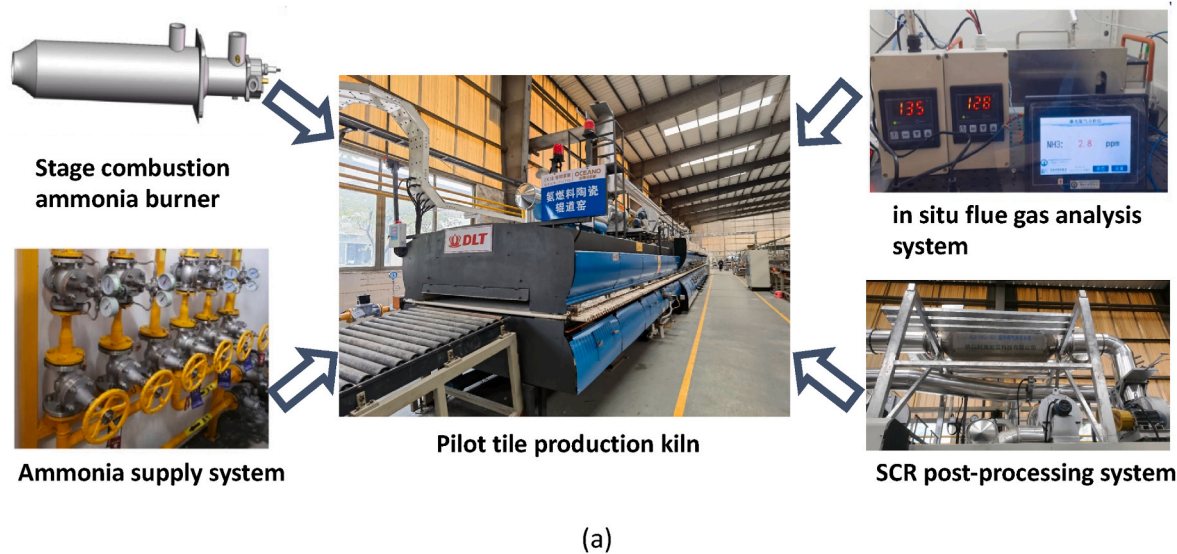 Stage combustion
ammonia burner
Ammonia supply system
OCEANO
氨燃料陶瓷
辊道窑
DLT
Pilot tile production kiln
135
128
NH3: 2.8 ppm
in situ flue gas analysis
system
SCR post-processing system
(a)